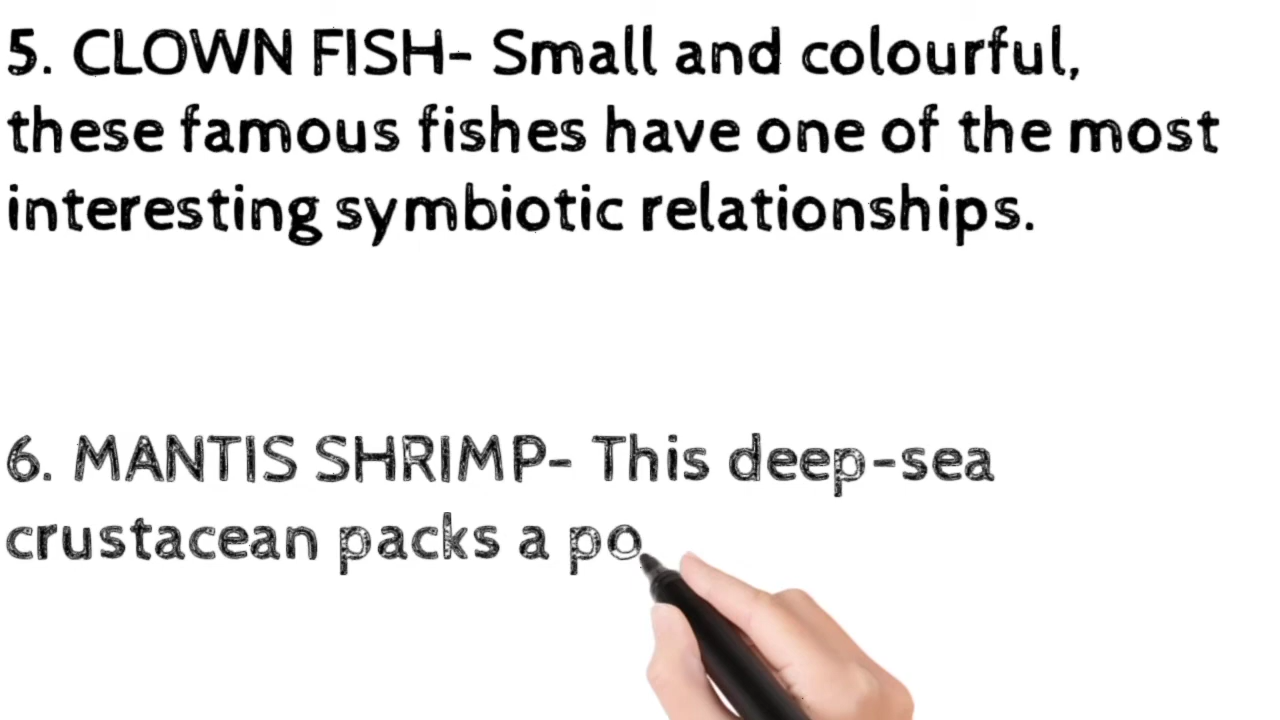 5. CLOWN FISH- Small and colourful,
these famous fishes have one of the most
interesting symbiotic relationships.
6. MANTIS SHRIMP- This deep-sea
crustacean packs a po